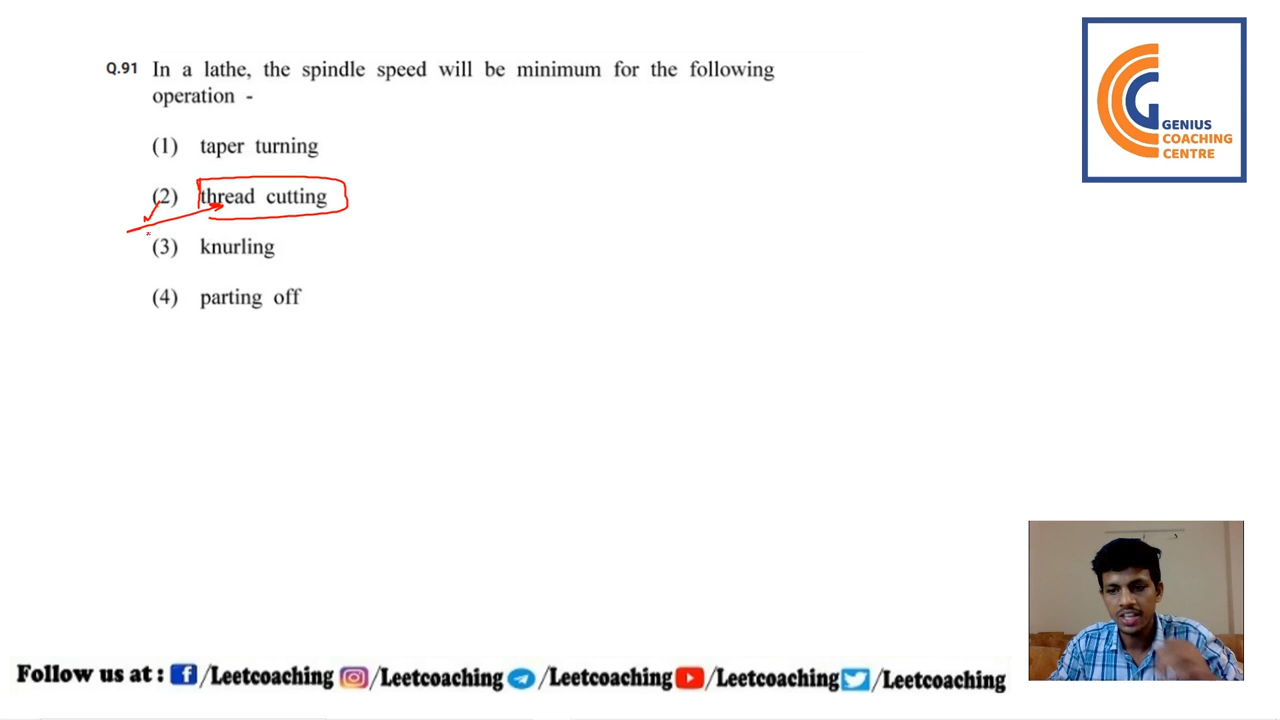 Q.91 In a lathe, the spindle speed will be minimum for the following
operation -
(1) taper turning
(2) thread cutting
(3) knurling
(4) parting off
GENIUS
COACHING
CENTRE
Follow us at : /Leetcoaching /Leetcoaching /Leetcoaching /Leetcoaching /Leetcoaching